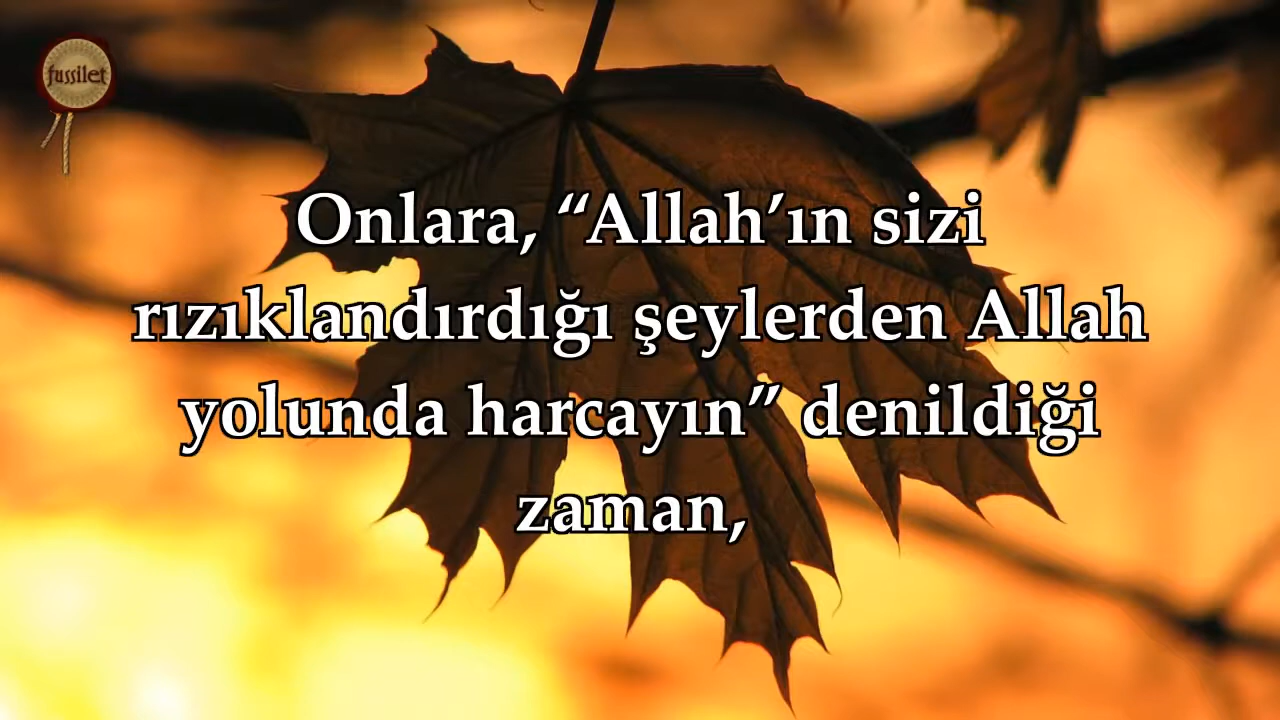 fussilet
Onlara, “Allah’ın sizi
rızıklandırdığı şeylerden Allah
yolunda harcayın” denildiği
zaman,